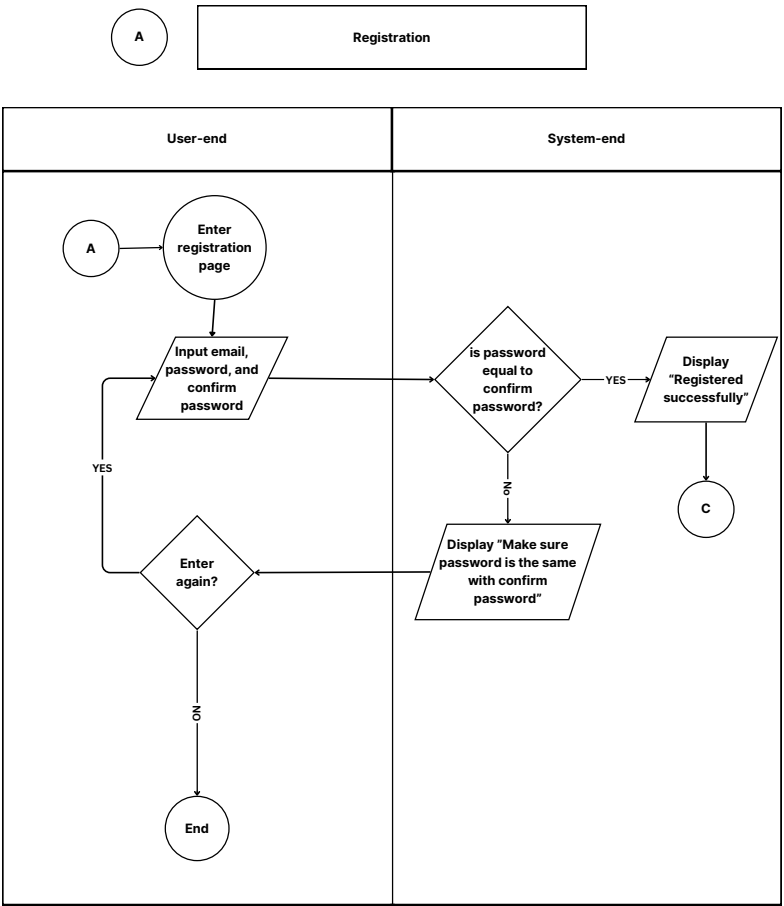 A
Registration
User-end
System-end
A
Enter
registration
page
Input email,
password, and
confirm
password
is password
equal to
confirm
password?
YES
Display
“Registered
successfully”
C
No
Display “Make sure
password is the same
with confirm
password”
Enter
again?
YES
NO
End